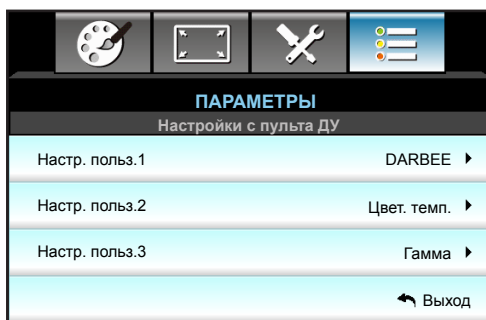 ПАРАМЕТРЫ
Настройки с пульта ДУ
Настр. польз.1 DARBEE
Настр. польз.2 Цвет. темп.
Настр. польз.3 Гамма
Выход